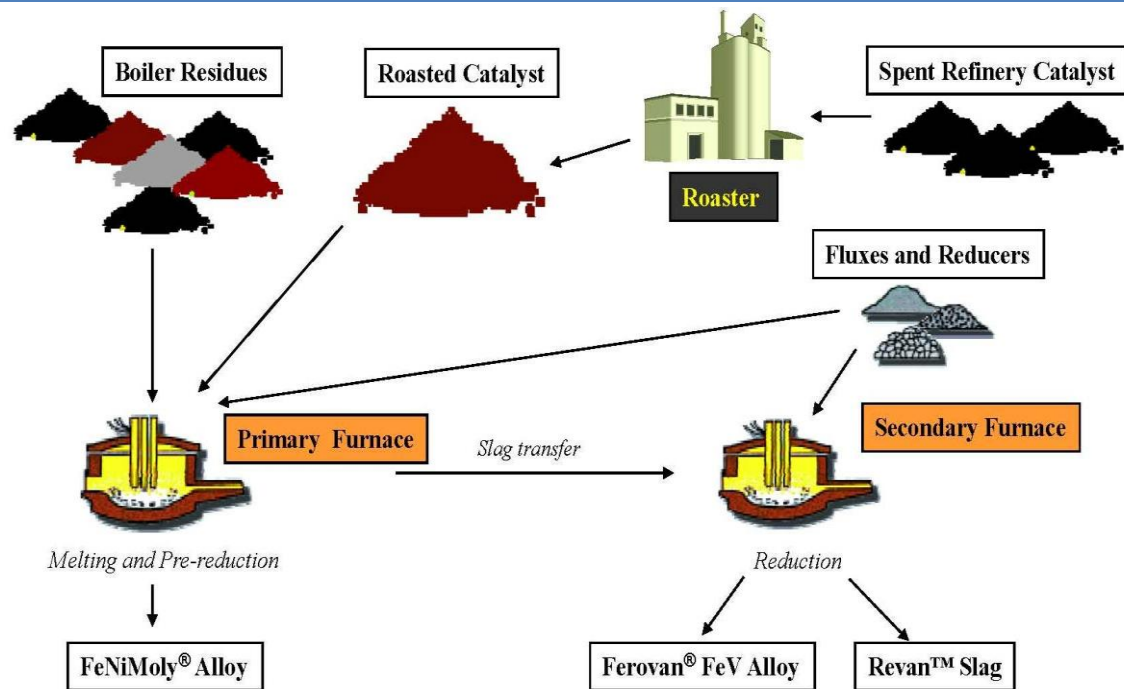 Boiler Residues
Roasted Catalyst
Spent Refinery Catalyst
Roaster
Fluxes and Reducers
Primary Furnace
Slag transfer
Secondary Furnace
Melting and Pre-reduction
Reduction
FeNiMoly® Alloy
Ferovan® FeV Alloy
Revan™ Slag